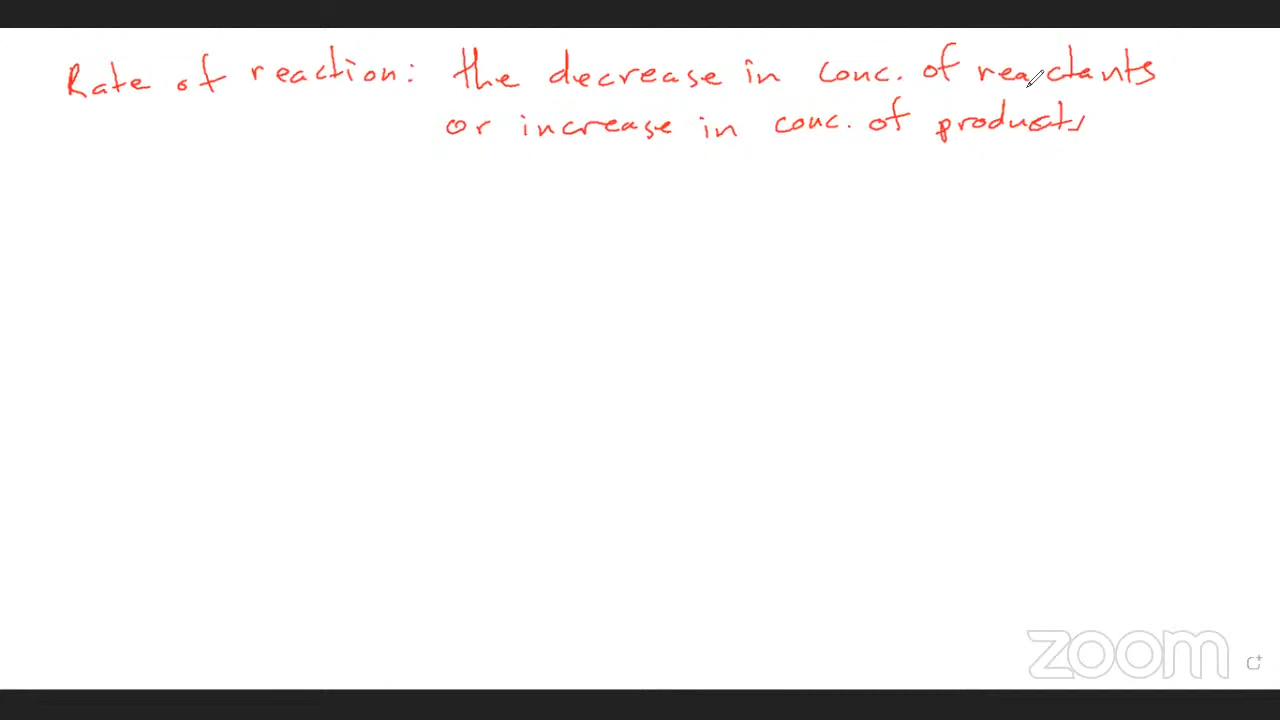 Rate of reaction: the decrease in conc. of reactants
or increase in conc. of products
zoom